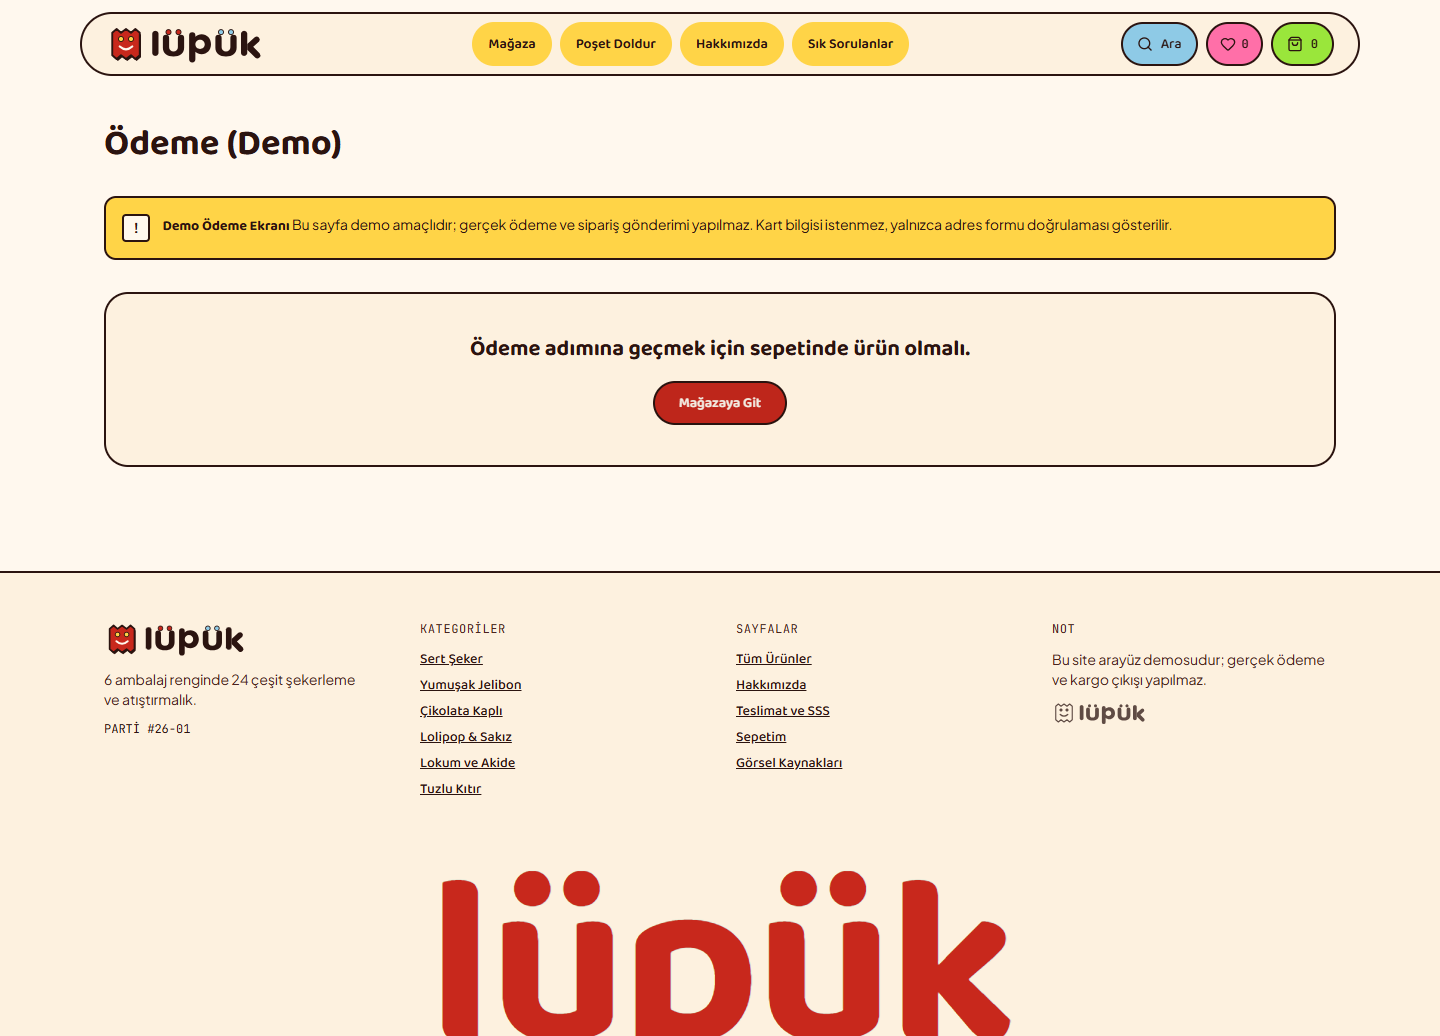 lüpük
Mağaza
Poşet Doldur
Hakkımızda
Sık Sorulanlar
Ara
0
0
Ödeme (Demo)
! Demo Ödeme Ekranı Bu sayfa demo amaçlıdır; gerçek ödeme ve sipariş gönderimi yapılmaz. Kart bilgisi istenmez, yalnızca adres formu doğrulaması gösterilir.
Ödeme adımına geçmek için sepetinde ürün olmalı.
Mağazaya Git
lüpük
6 ambalaj renginde 24 çeşit şekerleme
ve atıştırmalık.
PARTİ #26-01
KATEGORİLER
Sert Şeker
Yumuşak Jelibon
Çikolata Kaplı
Lolipop & Sakız
Lokum ve Akide
Tuzlu Kıtır
SAYFALAR
Tüm Ürünler
Hakkımızda
Teslimat ve SSS
Sepetim
Görsel Kaynakları
NOT
Bu site arayüz demosudur; gerçek ödeme
ve kargo çıkışı yapılmaz.
lüpük
lüpük